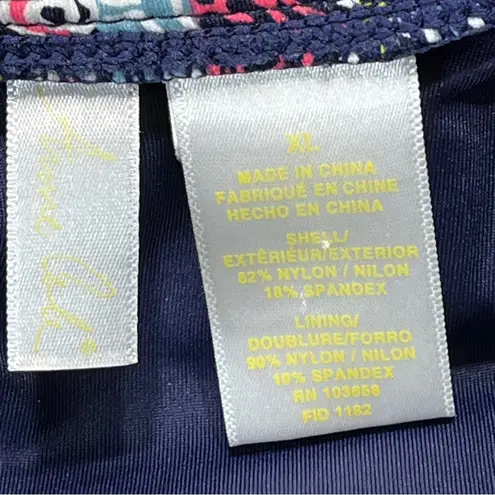 XL
MADE IN CHINA
FABRIQUÉ EN CHINE
HECHO EN CHINA
SHELL/
EXTÈRIÉUR/EXTERIOR
82% NYLON / NILON
18% SPANDEX
LINING/
DOUBLURE/FORRO
90% NYLON / NILON
10% SPANDEX
RN 103658
FID 1182